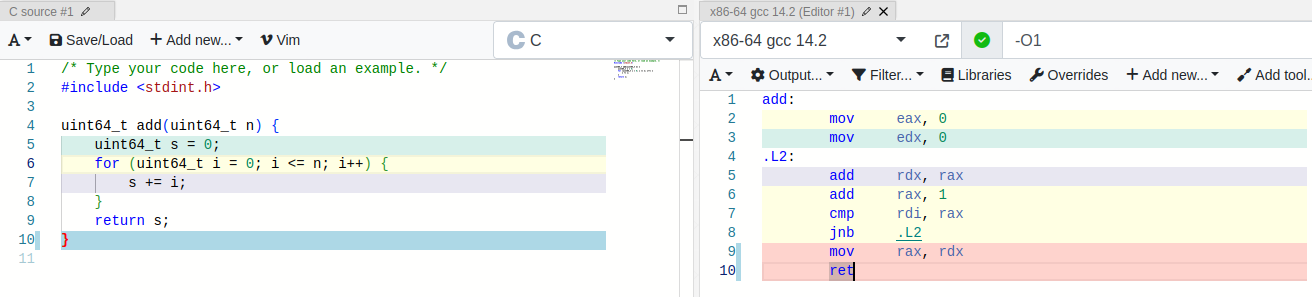 C source #1
A Save/Load + Add new... Vim C
1 /* Type your code here, or load an example. */
2 #include <stdint.h>
3
4 uint64_t add(uint64_t n) {
5 uint64_t s = 0;
6 for (uint64_t i = 0; i <= n; i++) {
7 s += i;
8 }
9 return s;
10 }
11
x86-64 gcc 14.2 (Editor #1)
x86-64 gcc 14.2 -O1
A Output... Filter... Libraries Overrides + Add new... Add tool..
1 add:
2 mov eax, 0
3 mov edx, 0
4 .L2:
5 add rdx, rax
6 add rax, 1
7 cmp rdi, rax
8 jnb .L2
9 mov rax, rdx
10 ret